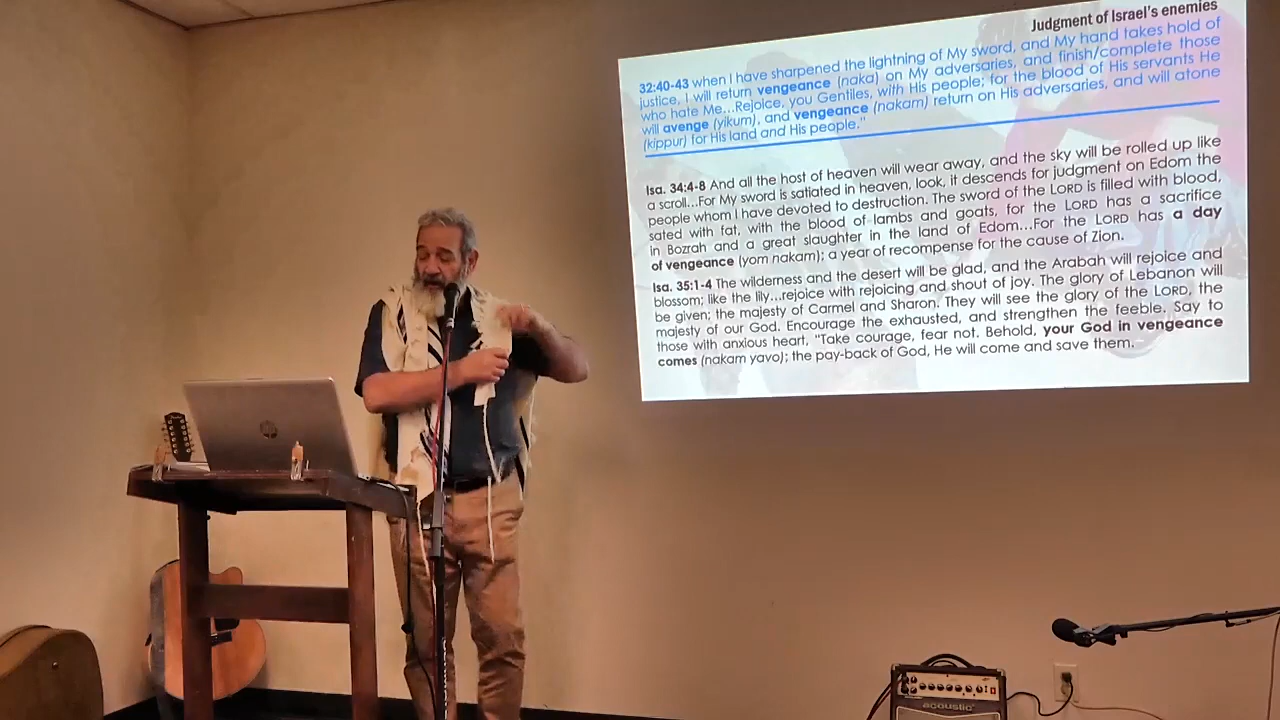 Judgment of Israel's enemies
32:40-43 when I have sharpened the lightning of My sword, and My hand takes hold of
justice, I will return vengeance (naka) on My adversaries, and finish/complete those
who hate Me...Rejoice, you Gentiles, with His people; for the blood of His servants He
will avenge (yikum), and vengeance (nakam) return on His adversaries, and will atone
(kippur) for His land and His people."
Isa. 34:4-8 And all the host of heaven will wear away, and the sky will be rolled up like
a scroll...For My sword is satiated in heaven, look, it descends for judgment on Edom the
people whom I have devoted to destruction. The sword of the LORD is filled with blood,
sated with fat, with the blood of lambs and goats, for the LORD has a sacrifice
in Bozrah and a great slaughter in the land of Edom...For the LORD has a day
of vengeance (yom nakam); a year of recompense for the cause of Zion.
Isa. 35:1-4 The wilderness and the desert will be glad, and the Arabah will rejoice and
blossom; like the lily...rejoice with rejoicing and shout of joy. The glory of Lebanon will
be given; the majesty of Carmel and Sharon. They will see the glory of the LORD, the
majesty of our God. Encourage the exhausted, and strengthen the feeble. Say to
those with anxious heart, "Take courage, fear not. Behold, your God in vengeance
comes (nakam yavo); the pay-back of God, He will come and save them.
hp
acoustic